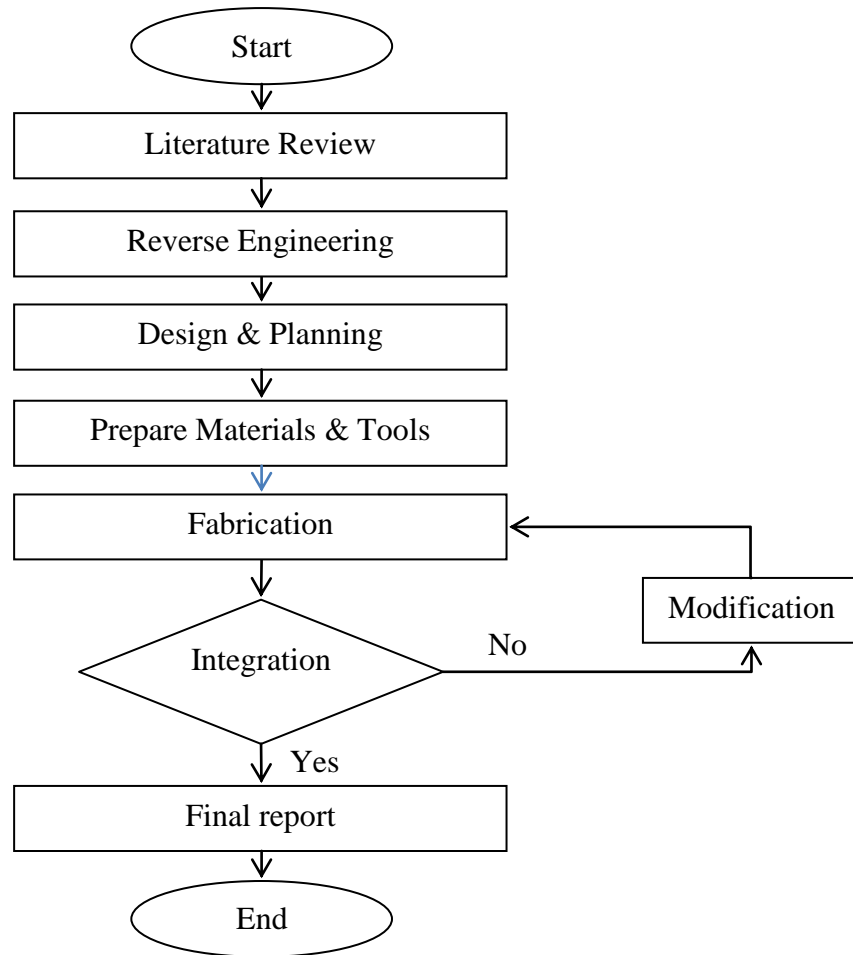 Start
Literature Review
Reverse Engineering
Design & Planning
Prepare Materials & Tools
Fabrication
Modification
Integration
No
Yes
Final report
End